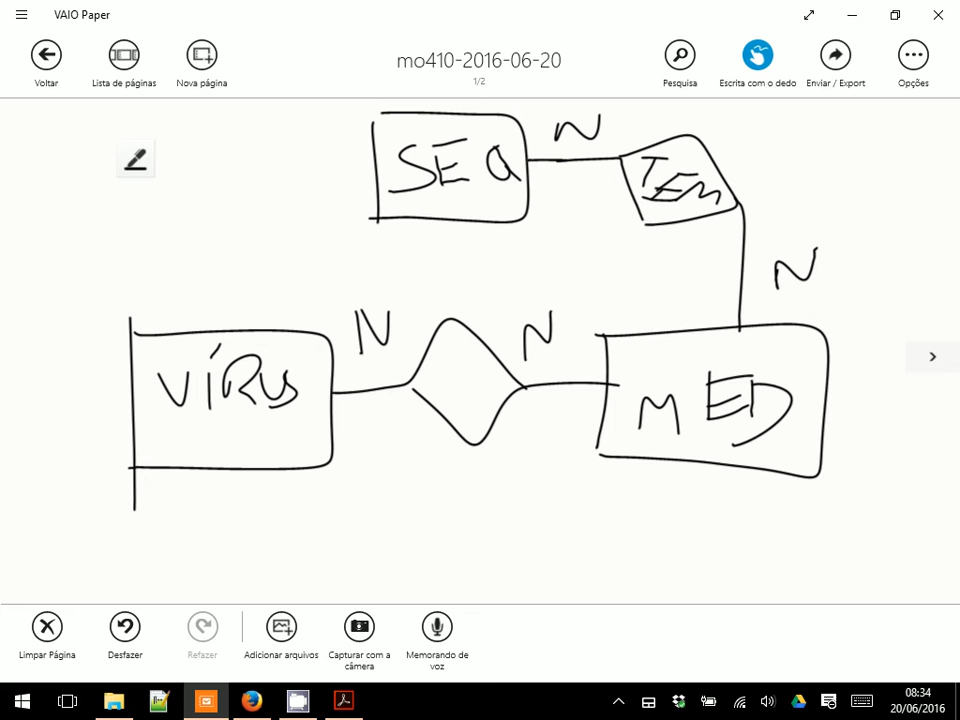 VAIO Paper
Voltar
Lista de páginas
Nova página
mo410-2016-06-20
1/2
Pesquisa
Escrita com o dedo
Enviar / Export
Opções
SEQ
N
TEM
N
VÍRUS
N
N
MED
Limpar Página
Desfazer
Refazer
Adicionar arquivos
Capturar com a
câmera
Memorando de
voz
08:34
20/06/2016